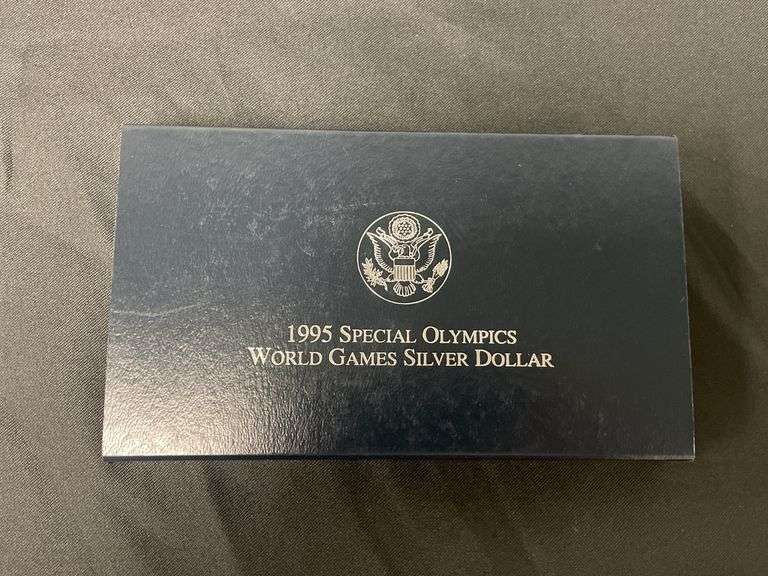 1995 Special Olympics
World Games Silver Dollar